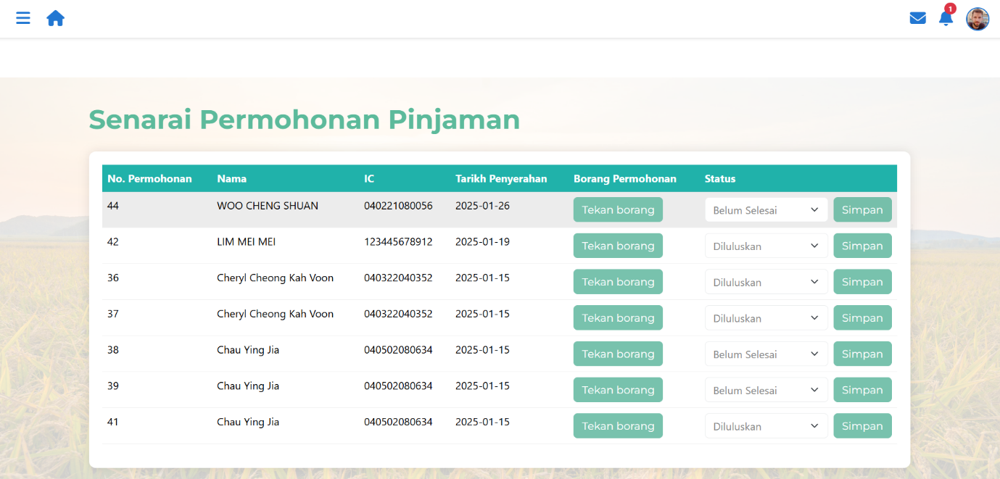 1
Senarai Permohonan Pinjaman
No. Permohonan Nama IC Tarikh Penyerahan Borang Permohonan Status
44 WOO CHENG SHUAN 040221080056 2025-01-26 Tekan borang Belum Selesai Simpan
42 LIM MEI MEI 123445678912 2025-01-19 Tekan borang Diluluskan Simpan
36 Cheryl Cheong Kah Voon 040322040352 2025-01-15 Tekan borang Diluluskan Simpan
37 Cheryl Cheong Kah Voon 040322040352 2025-01-15 Tekan borang Diluluskan Simpan
38 Chau Ying Jia 040502080634 2025-01-15 Tekan borang Belum Selesai Simpan
39 Chau Ying Jia 040502080634 2025-01-15 Tekan borang Belum Selesai Simpan
41 Chau Ying Jia 040502080634 2025-01-15 Tekan borang Diluluskan Simpan